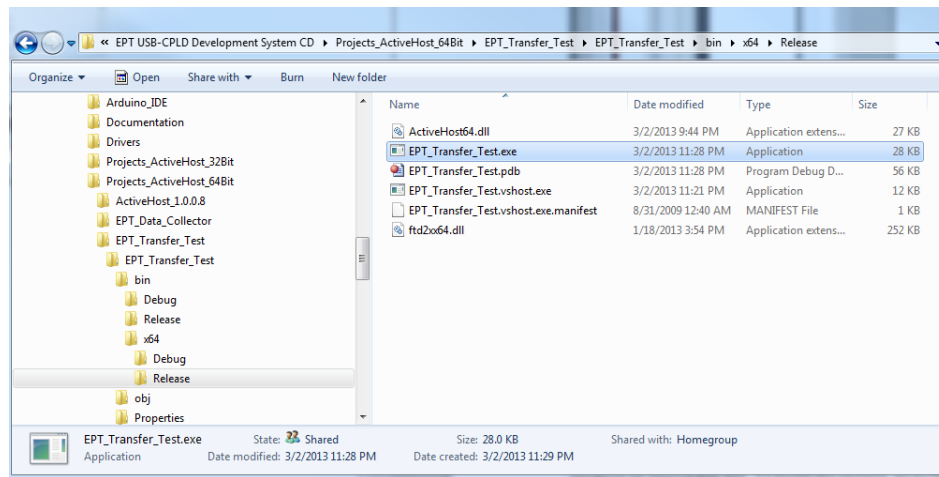 « EPT USB-CPLD Development System CD ▸ Projects_ActiveHost_64Bit ▸ EPT_Transfer_Test ▸ EPT_Transfer_Test ▸ bin ▸ x64 ▸ Release
Organize Open Share with Burn New folder
Arduino_IDE
Documentation
Drivers
Projects_ActiveHost_32Bit
Projects_ActiveHost_64Bit
ActiveHost_1.0.0.8
EPT_Data_Collector
EPT_Transfer_Test
EPT_Transfer_Test
bin
Debug
Release
x64
Debug
Release
obj
Properties
Name Date modified Type Size
ActiveHost64.dll 3/2/2013 9:44 PM Application extens... 27 KB
EPT_Transfer_Test.exe 3/2/2013 11:28 PM Application 28 KB
EPT_Transfer_Test.pdb 3/2/2013 11:28 PM Program Debug D... 56 KB
EPT_Transfer_Test.vshost.exe 3/2/2013 11:21 PM Application 12 KB
EPT_Transfer_Test.vshost.exe.manifest 8/31/2009 12:40 AM MANIFEST File 1 KB
ftd2xx64.dll 1/18/2013 3:54 PM Application extens... 252 KB
EPT_Transfer_Test.exe State: Shared Size: 28.0 KB Shared with: Homegroup
Application Date modified: 3/2/2013 11:28 PM Date created: 3/2/2013 11:29 PM